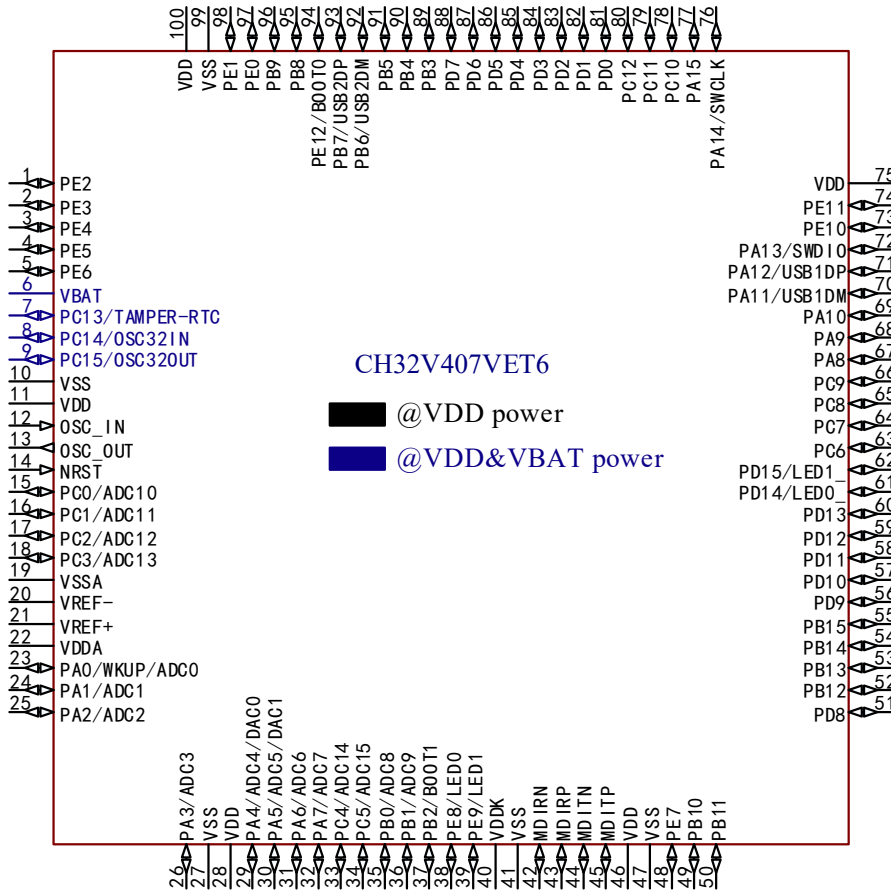 100 VDD
99 VSS
98 PE1
97 PE0
96 PB9
95 PB8
94 PE12/BOOT0
93 PB7/USB2DP
92 PB6/USB2DM
91 PB5
90 PB4
89 PB3
88 PD7
87 PD6
86 PD5
85 PD4
84 PD3
83 PD2
82 PD1
81 PD0
80 PC12
79 PC11
78 PC10
77 PA15
76 PA14/SWCLK
1 PE2
2 PE3
3 PE4
4 PE5
5 PE6
6 VBAT
7 PC13/TAMPER-RTC
8 PC14/OSC32IN
9 PC15/OSC32OUT
10 VSS
11 VDD
12 OSC_IN
13 OSC_OUT
14 NRST
15 PC0/ADC10
16 PC1/ADC11
17 PC2/ADC12
18 PC3/ADC13
19 VSSA
20 VREF-
21 VREF+
22 VDDA
23 PA0/WKUP/ADC0
24 PA1/ADC1
25 PA2/ADC2
CH32V407VET6
@VDD power
@VDD&VBAT power
VDD 75
PE11 74
PE10 73
PA13/SWDIO 72
PA12/USB1DP 71
PA11/USB1DM 70
PA10 69
PA9 68
PA8 67
PC9 66
PC8 65
PC7 64
PC6 63
PD15/LED1_ 62
PD14/LED0_ 61
PD13 60
PD12 59
PD11 58
PD10 57
PD9 56
PB15 55
PB14 54
PB13 53
PB12 52
PD8 51
26 PA3/ADC3
27 VSS
28 VDD
29 PA4/ADC4/DAC0
30 PA5/ADC5/DAC1
31 PA6/ADC6
32 PA7/ADC7
33 PC4/ADC14
34 PC5/ADC15
35 PB0/ADC8
36 PB1/ADC9
37 PB2/BOOT1
38 PE8/LED0
39 PE9/LED1
40 VDDK
41 VSS
42 MDIRN
43 MDIRP
44 MDITN
45 MDITP
46 VDD
47 VSS
48 PE7
49 PB10
50 PB11